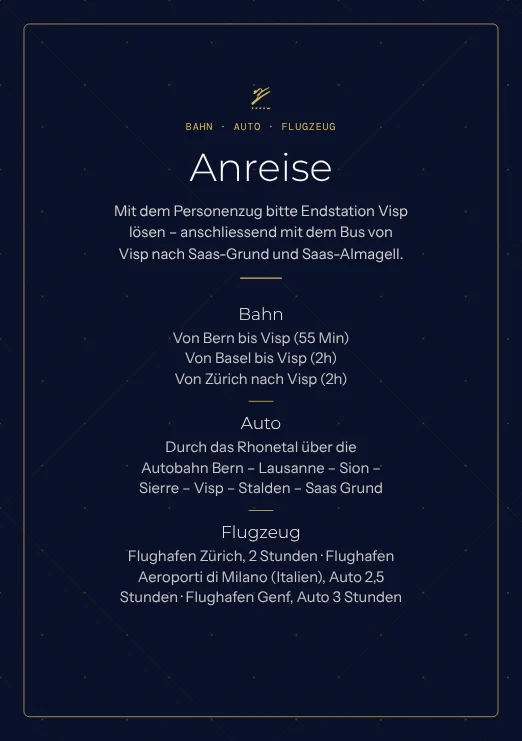 BAHN · AUTO · FLUGZEUG
Anreise
Mit dem Personenzug bitte Endstation Visp
lösen – anschliessend mit dem Bus von
Visp nach Saas-Grund und Saas-Almagell.
Bahn
Von Bern bis Visp (55 Min)
Von Basel bis Visp (2h)
Von Zürich nach Visp (2h)
Auto
Durch das Rhonetal über die
Autobahn Bern – Lausanne – Sion –
Sierre – Visp – Stalden – Saas Grund
Flugzeug
Flughafen Zürich, 2 Stunden · Flughafen
Aeroporti di Milano (Italien), Auto 2,5
Stunden · Flughafen Genf, Auto 3 Stunden